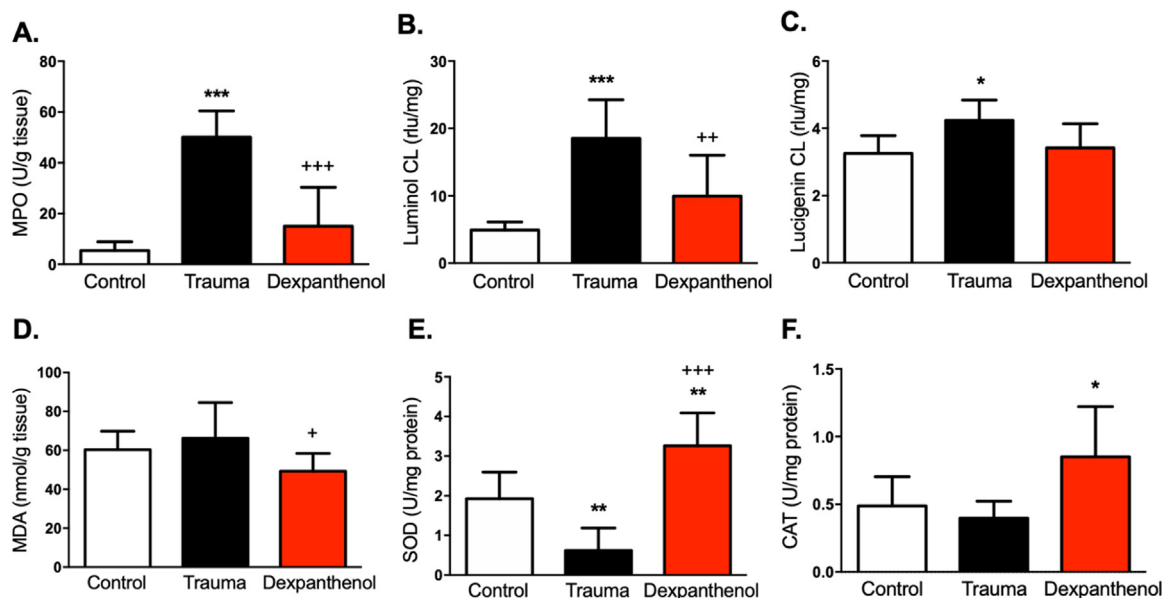 A.
MPO (U/g tissue)
80
60
40
20
0
***
+++
Control Trauma Dexpanthenol
B.
Luminol CL (rlu/mg)
30
20
10
0
***
++
Control Trauma Dexpanthenol
C.
Lucigenin CL (rlu/mg)
6
4
2
0
*
Control Trauma Dexpanthenol
D.
MDA (nmol/g tissue)
100
80
60
40
20
0
+
Control Trauma Dexpanthenol
E.
SOD (U/mg protein)
5
4
3
2
1
0
**
+++
**
Control Trauma Dexpanthenol
F.
CAT (U/mg protein)
1.5
1.0
0.5
0.0
*
Control Trauma Dexpanthenol